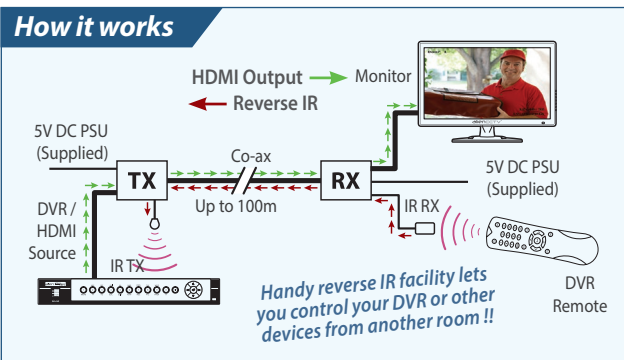 How it works
HDMI Output
Monitor
Reverse IR
5V DC PSU
(Supplied)
TX
Co-ax
Up to 100m
RX
5V DC PSU
(Supplied)
DVR /
HDMI
Source
IR TX
IR RX
DVR
Remote
Handy reverse IR facility lets
you control your DVR or other
devices from another room !!